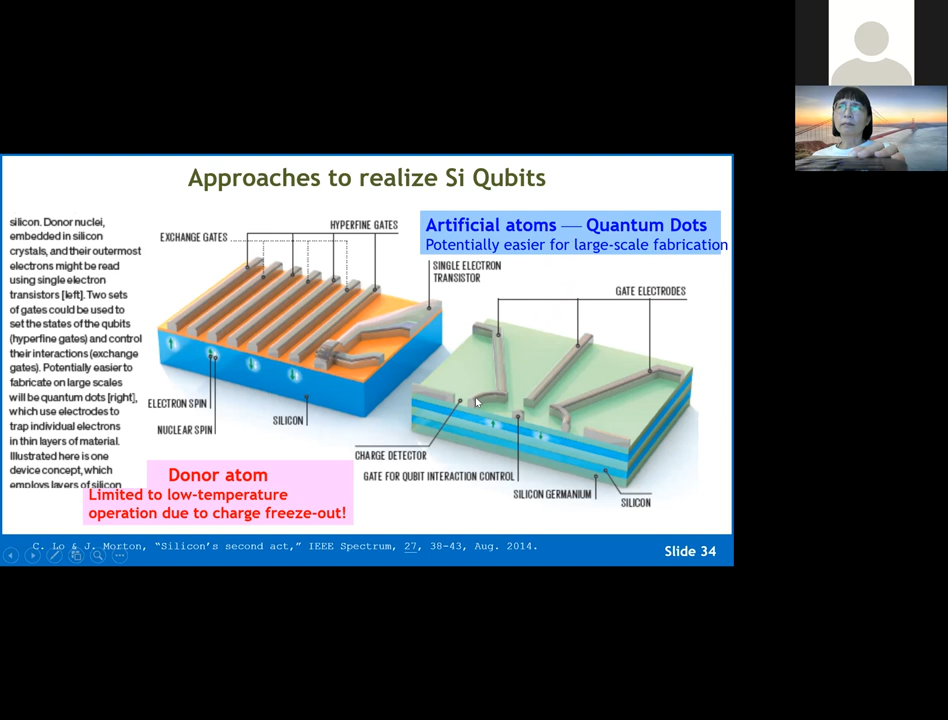 Approaches to realize Si Qubits
silicon. Donor nuclei,
embedded in silicon
crystals, and their outermost
electrons might be read
using single electron
transistors [left]. Two sets
of gates could be used to
set the states of the qubits
(hyperfine gates) and control
their interactions (exchange
gates). Potentially easier to
fabricate on large scales
will be quantum dots [right],
which use electrodes to
trap individual electrons
in thin layers of material.
Illustrated here is one
device concept, which
employs layers of silicon
EXCHANGE GATES
HYPERFINE GATES
ELECTRON SPIN
NUCLEAR SPIN
SILICON
Donor atom
Limited to low-temperature
operation due to charge freeze-out!
Artificial atoms — Quantum Dots
Potentially easier for large-scale fabrication
SINGLE ELECTRON
TRANSISTOR
GATE ELECTRODES
CHARGE DETECTOR
GATE FOR QUBIT INTERACTION CONTROL
SILICON GERMANIUM
SILICON
C. Lo & J. Morton, "Silicon's second act," IEEE Spectrum, 27, 38-43, Aug. 2014.
Slide 34